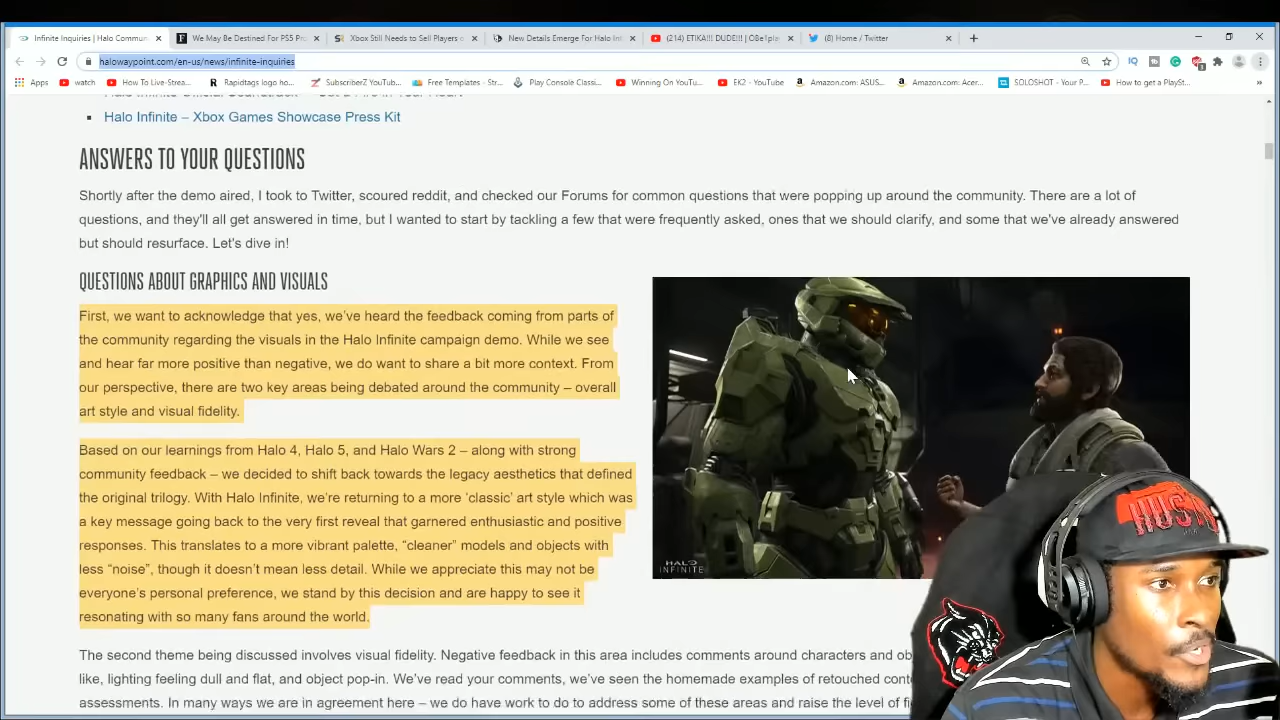 Infinite Inquiries | Halo Commun
We May Be Destined For PS5 Pr
Xbox Still Needs to Sell Players o
New Details Emerge For Halo Inf
(214) ETIKA!!! DUDE!!! | OBe1pla
(8) Home / Twitter
halowaypoint.com/en-us/news/infinite-inquiries
Apps
How To Live-Strea...
Rapidtags logo ho...
SubscriberZ YouTub...
Free Templates - Str...
Play Console Classic...
Winning On YouTu...
EK2 - YouTube
Amazon.com: ASUS...
Amazon.com: Acer...
SOLOSHOT - Your P...
How to get a PlaySt...
Halo Infinite – Xbox Games Showcase Press Kit
ANSWERS TO YOUR QUESTIONS
Shortly after the demo aired, I took to Twitter, scoured reddit, and checked our Forums for common questions that were popping up around the community. There are a lot of
questions, and they'll all get answered in time, but I wanted to start by tackling a few that were frequently asked, ones that we should clarify, and some that we've already answered
but should resurface. Let's dive in!
QUESTIONS ABOUT GRAPHICS AND VISUALS
First, we want to acknowledge that yes, we've heard the feedback coming from parts of
the community regarding the visuals in the Halo Infinite campaign demo. While we see
and hear far more positive than negative, we do want to share a bit more context. From
our perspective, there are two key areas being debated around the community – overall
art style and visual fidelity.
Based on our learnings from Halo 4, Halo 5, and Halo Wars 2 – along with strong
community feedback – we decided to shift back towards the legacy aesthetics that defined
the original trilogy. With Halo Infinite, we're returning to a more 'classic' art style which was
a key message going back to the very first reveal that garnered enthusiastic and positive
responses. This translates to a more vibrant palette, "cleaner" models and objects with
less "noise", though it doesn't mean less detail. While we appreciate this may not be
everyone's personal preference, we stand by this decision and are happy to see it
resonating with so many fans around the world.
HALO
INFINITE
The second theme being discussed involves visual fidelity. Negative feedback in this area includes comments around characters and ob
like, lighting feeling dull and flat, and object pop-in. We've read your comments, we've seen the homemade examples of retouched cont
assessments. In many ways we are in agreement here – we do have work to do to address some of these areas and raise the level of fi